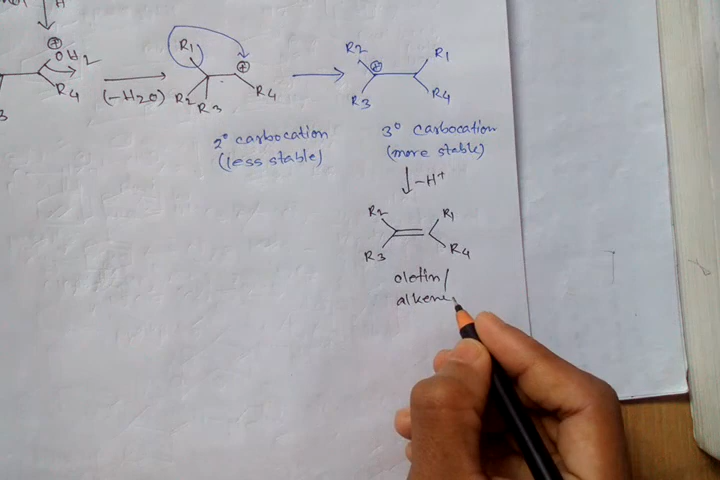 H
⊕
OH2
R4
3
(-H2O)
R1
⊕
R2
R3
R4
R2
⊕
R1
R3
R4
2° carbocation
(less stable)
3° carbocation
(more stable)
-H+
R2
R1
R3
R4
olefin/
alkene